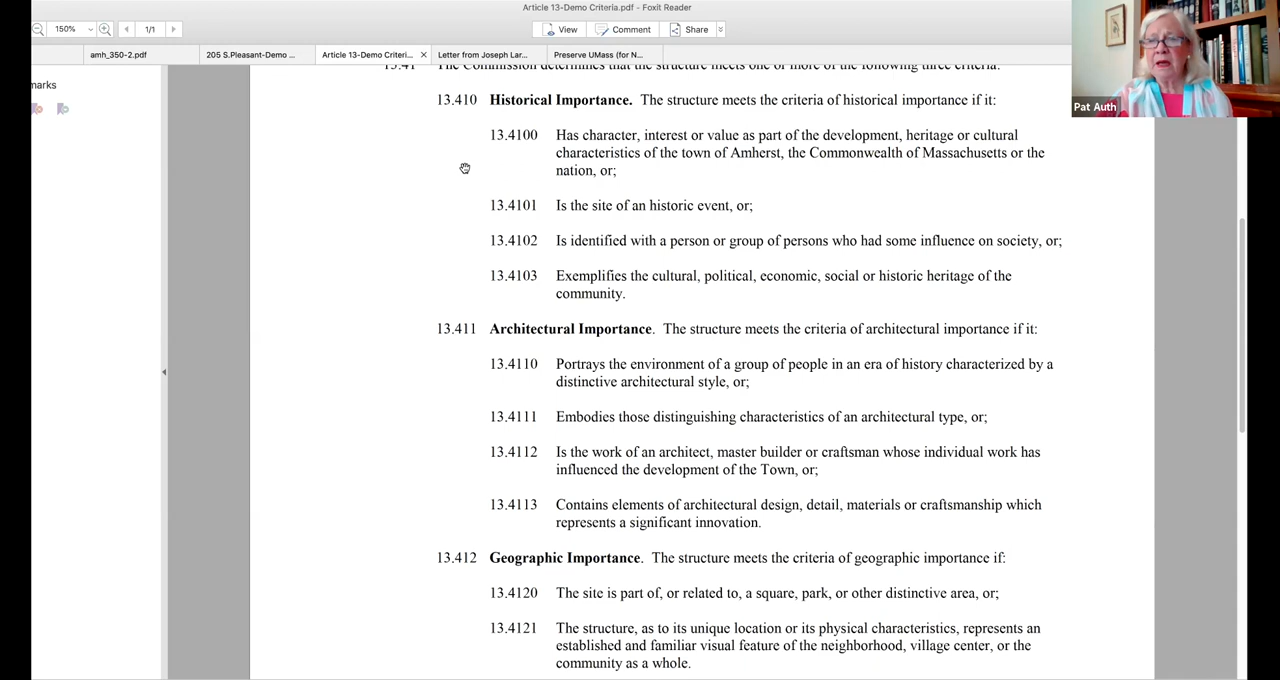 Article 13-Demo Criteria.pdf - Foxit Reader
150% 1/1 View Comment Share
amh_350-2.pdf 205 S.Pleasant-Demo ... Article 13-Demo Criteri... Letter from Joseph Lar... Preserve UMass (for N...
marks
Pat Auth
13.41 The Commission determines that the structure meets one or more of the following three criteria:
13.410 Historical Importance. The structure meets the criteria of historical importance if it:
13.4100 Has character, interest or value as part of the development, heritage or cultural
characteristics of the town of Amherst, the Commonwealth of Massachusetts or the
nation, or;
13.4101 Is the site of an historic event, or;
13.4102 Is identified with a person or group of persons who had some influence on society, or;
13.4103 Exemplifies the cultural, political, economic, social or historic heritage of the
community.
13.411 Architectural Importance. The structure meets the criteria of architectural importance if it:
13.4110 Portrays the environment of a group of people in an era of history characterized by a
distinctive architectural style, or;
13.4111 Embodies those distinguishing characteristics of an architectural type, or;
13.4112 Is the work of an architect, master builder or craftsman whose individual work has
influenced the development of the Town, or;
13.4113 Contains elements of architectural design, detail, materials or craftsmanship which
represents a significant innovation.
13.412 Geographic Importance. The structure meets the criteria of geographic importance if:
13.4120 The site is part of, or related to, a square, park, or other distinctive area, or;
13.4121 The structure, as to its unique location or its physical characteristics, represents an
established and familiar visual feature of the neighborhood, village center, or the
community as a whole.